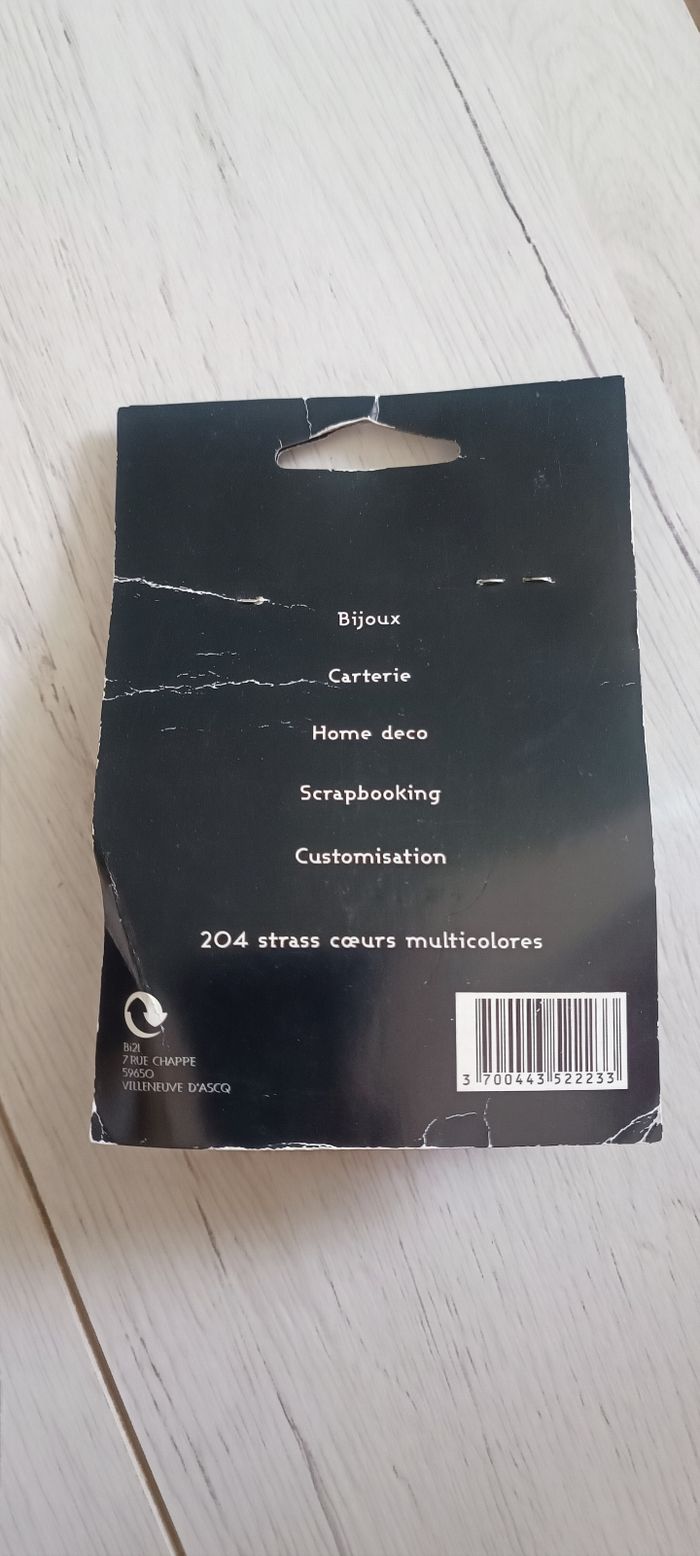 Bijoux
Carterie
Home deco
Scrapbooking
Customisation
204 strass cœurs multicolores
Bi2L
7 RUE CHAPPE
59650
VILLENEUVE D'ASCQ
3 700443 522233